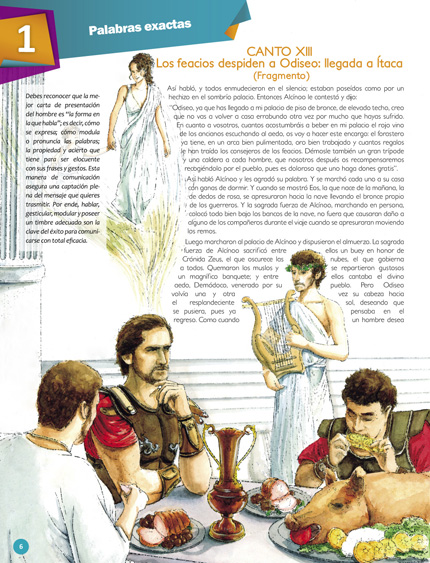 1
Palabras exactas
Debes reconocer que la me-
jor carta de presentación
del hombre es "la forma en
la que habla"; es decir, cómo
se expresa; cómo modula
o pronuncia las palabras;
la propiedad y acierto que
tiene para ser elocuente
con sus frases y gestos. Esta
manera de comunicación
asegura una captación ple-
na del mensaje que quieres
trasmitir. Por ende, hablar,
gesticular, modular y poseer
un timbre adecuado son la
clave del éxito para comuni-
carse con total eficacia.
CANTO XIII
Los feacios despiden a Odiseo: llegada a Ítaca
(Fragmento)
Así habló, y todos enmudecieron en el silencio; estaban poseídos como por un
hechizo en el sombrío palacio. Entonces Alcínoo le contestó y dijo:
"Odiseo, ya que has llegado a mi palacio de piso de bronce, de elevado techo, creo
que no vas a volver a casa errabundo otra vez por mucho que hayas sufrido.
En cuanto a vosotros, cuantos acostumbráis a beber en mi palacio el rojo vino
de los ancianos escuchando al aedo, os voy a hacer este encargo: el forastero
ya tiene, en un arca bien pulimentada, oro bien trabajado y cuantos regalos
le han traído los consejeros de los feacios. Démosle también un gran trípode
y una caldera cada hombre, que nosotros después os recompensaremos
recogiéndolo por el pueblo, pues es doloroso que uno haga dones gratis".
Así habló Alcínoo y les agradó su palabra. Y se marchó cada uno a su casa
con ganas de dormir. Y cuando se mostró Eos, la que nace de la mañana, la
de dedos de rosa, se apresuraron hacia la nave llevando el bronce propio
de los guerreros. Y la sagrada fuerza de Alcínoo, marchando en persona,
colocó todo bien bajo los bancos de la nave, no fuera que causaran daño a
alguno de los compañeros durante el viaje cuando se apresuraran moviendo
los remos.
Luego marcharon al palacio de Alcínoo y dispusieron el almuerzo. La sagrada
fuerza de Alcínoo sacrificó entre ellos un buey en honor de
Crónida Zeus, el que oscurece las nubes, el que gobierna
a todos. Quemaron los muslos y se repartieron gustosos
un magnífico banquete; y entre ellos cantaba el divino
aedo, Demódoco, venerado por su pueblo. Pero Odiseo
volvía una y otra vez su cabeza hacia
el resplandeciente sol, deseando que
se pusiera, pues ya pensaba en el
regreso. Como cuando un hombre desea
6